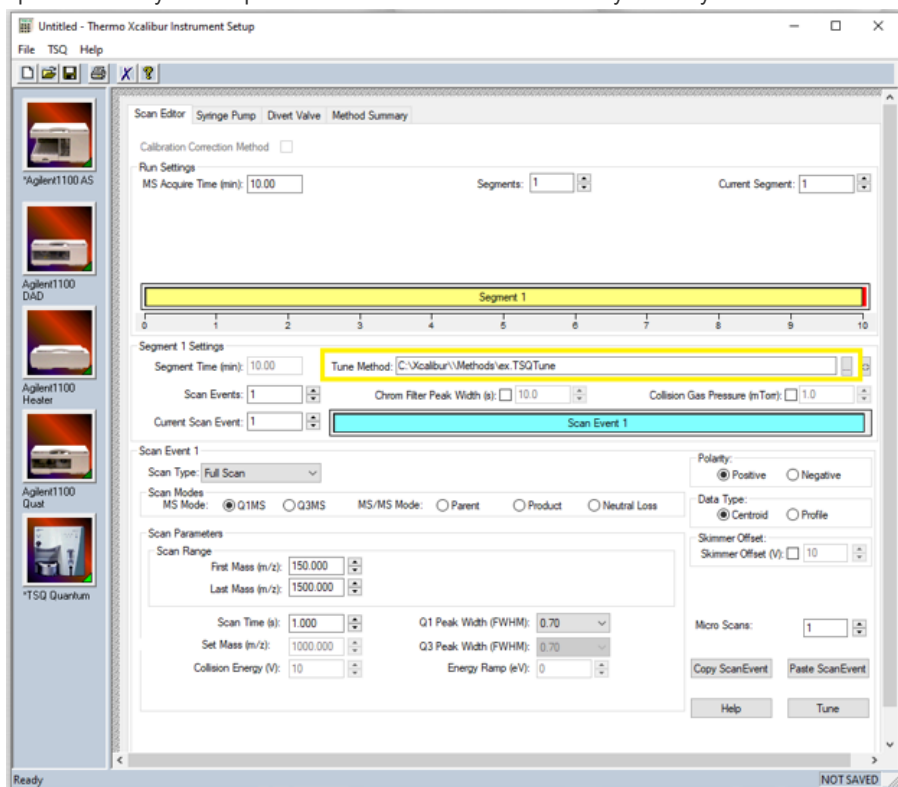 Untitled - Thermo Xcalibur Instrument Setup
File TSQ Help
*Agilent1100 AS
Agilent1100
DAD
Agilent1100
Heater
Agilent1100
Quat
*TSQ Quantum
Scan Editor Syringe Pump Divert Valve Method Summary
Calibration Correction Method
Run Settings
MS Acquire Time (min): 10.00 Segments: 1 Current Segment: 1
Segment 1
0 1 2 3 4 5 6 7 8 9 10
Segment 1 Settings
Segment Time (min): 10.00 Tune Method: C:\Xcalibur\\Methods\ex.TSQTune ...
Scan Events: 1 Chrom Filter Peak Width (s): 10.0 Collision Gas Pressure (mTorr): 1.0
Current Scan Event: 1 Scan Event 1
Scan Event 1
Scan Type: Full Scan
Scan Modes
MS Mode: Q1MS Q3MS MS/MS Mode: Parent Product Neutral Loss
Scan Parameters
Scan Range
First Mass (m/z): 150.000
Last Mass (m/z): 1500.000
Scan Time (s): 1.000 Q1 Peak Width (FWHM): 0.70
Set Mass (m/z): 1000.000 Q3 Peak Width (FWHM): 0.70
Collision Energy (V): 10 Energy Ramp (eV): 0
Polarity:
Positive Negative
Data Type:
Centroid Profile
Skimmer Offset:
Skimmer Offset (V): 10
Micro Scans: 1
Copy ScanEvent Paste ScanEvent
Help Tune
Ready NOT SAVED